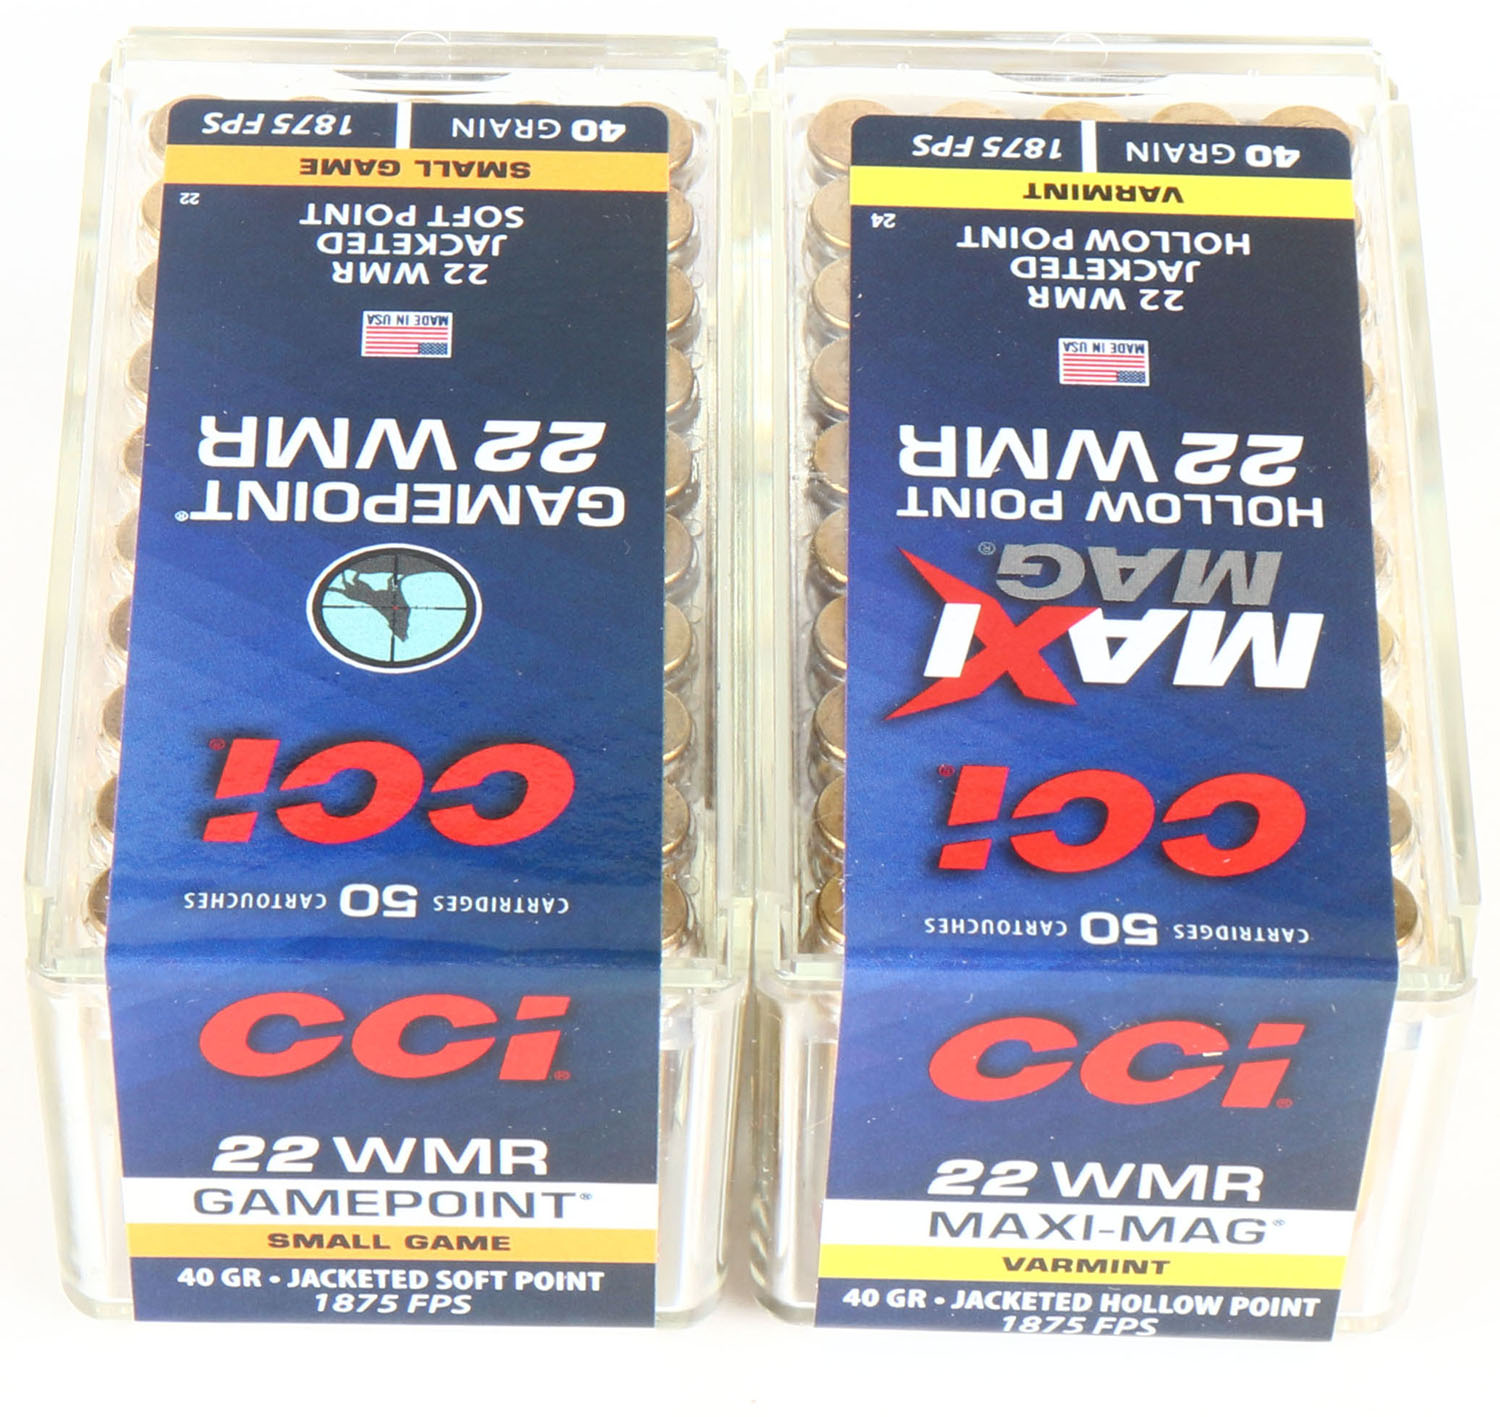 40 GRAIN 1875 FPS
SMALL GAME
22
22 WMR
JACKETED
SOFT POINT
MADE IN USA
22 WMR
GAMEPOINT®
CCI®
CARTRIDGES 50 CARTOUCHES
CCI®
22 WMR
GAMEPOINT®
SMALL GAME
40 GR • JACKETED SOFT POINT
1875 FPS
40 GRAIN 1875 FPS
VARMINT
24
22 WMR
JACKETED
HOLLOW POINT
MADE IN USA
22 WMR
HOLLOW POINT
MAXI
MAG®
CCI®
CARTRIDGES 50 CARTOUCHES
CCI®
22 WMR
MAXI-MAG®
VARMINT
40 GR • JACKETED HOLLOW POINT
1875 FPS